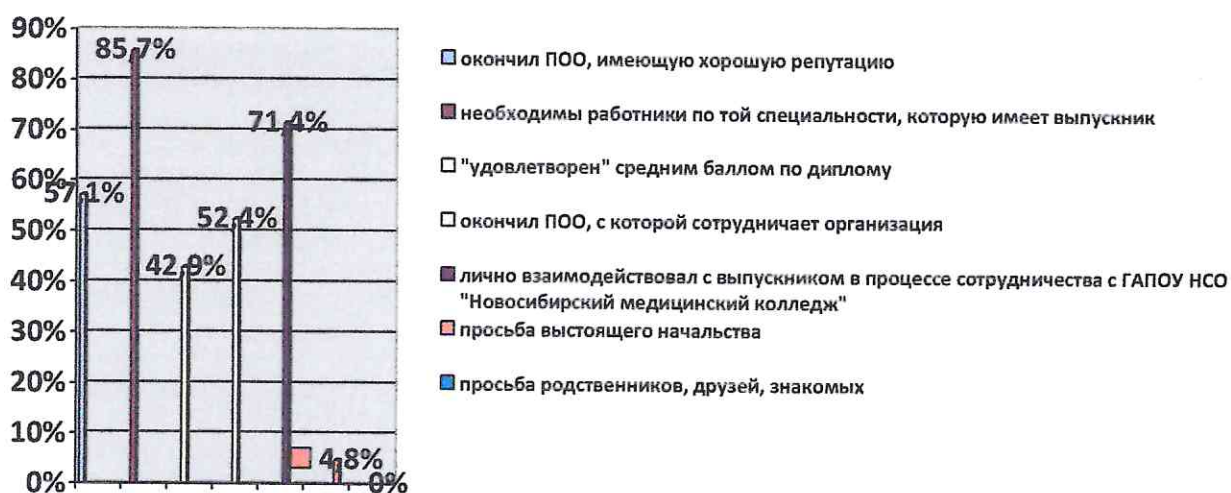 90%
80%
70%
60%
50%
40%
30%
20%
10%
0%
57,1%
85,7%
42,9%
52,4%
71,4%
4,8%
0%
окончил ПОО, имеющую хорошую репутацию
необходимы работники по той специальности, которую имеет выпускник
"удовлетворен" средним баллом по диплому
окончил ПОО, с которой сотрудничает организация
лично взаимодействовал с выпускником в процессе сотрудничества с ГАПОУ НСО
"Новосибирский медицинский колледж"
просьба выстоящего начальства
просьба родственников, друзей, знакомых